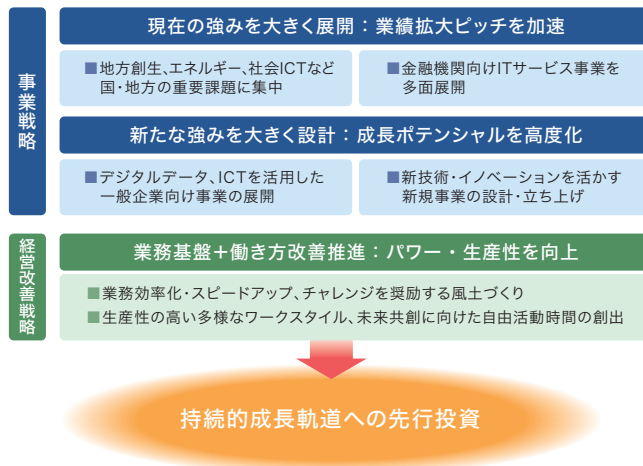 事業戦略
現在の強みを大きく展開：業績拡大ピッチを加速
■地方創生、エネルギー、社会ICTなど
国・地方の重要課題に集中
■金融機関向けITサービス事業を
多面展開
新たな強みを大きく設計：成長ポテンシャルを高度化
■デジタルデータ、ICTを活用した
一般企業向け事業の展開
■新技術・イノベーションを活かす
新規事業の設計・立ち上げ
経営改善戦略
業務基盤＋働き方改善推進：パワー・生産性を向上
■業務効率化・スピードアップ、チャレンジを奨励する風土づくり
■生産性の高い多様なワークスタイル、未来共創に向けた自由活動時間の創出
持続的成長軌道への先行投資